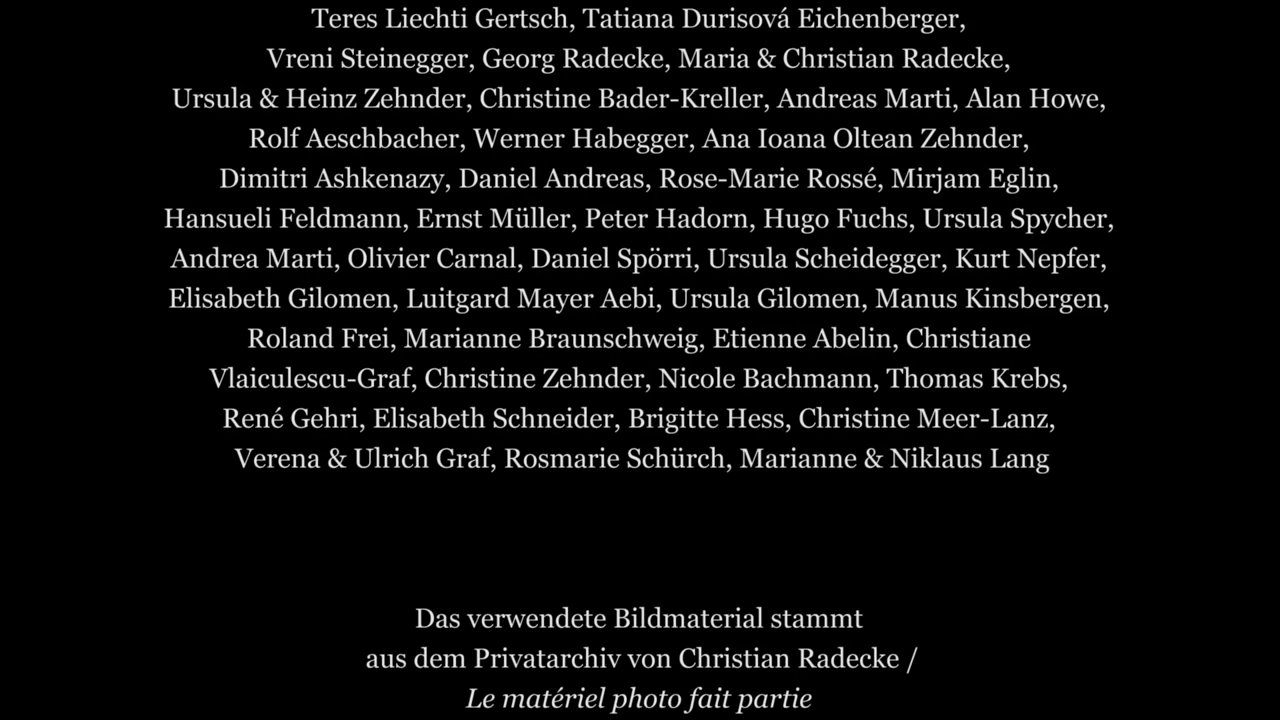 Teres Liechti Gertsch, Tatiana Durisová Eichenberger,
Vreni Steinegger, Georg Radecke, Maria & Christian Radecke,
Ursula & Heinz Zehnder, Christine Bader-Kreller, Andreas Marti, Alan Howe,
Rolf Aeschbacher, Werner Habegger, Ana Ioana Oltean Zehnder,
Dimitri Ashkenazy, Daniel Andreas, Rose-Marie Rossé, Mirjam Eglin,
Hansueli Feldmann, Ernst Müller, Peter Hadorn, Hugo Fuchs, Ursula Spycher,
Andrea Marti, Olivier Carnal, Daniel Spörri, Ursula Scheidegger, Kurt Nepfer,
Elisabeth Gilomen, Luitgard Mayer Aebi, Ursula Gilomen, Manus Kinsbergen,
Roland Frei, Marianne Braunschweig, Etienne Abelin, Christiane
Vlaiculescu-Graf, Christine Zehnder, Nicole Bachmann, Thomas Krebs,
René Gehri, Elisabeth Schneider, Brigitte Hess, Christine Meer-Lanz,
Verena & Ulrich Graf, Rosmarie Schürch, Marianne & Niklaus Lang
Das verwendete Bildmaterial stammt
aus dem Privatarchiv von Christian Radecke /
Le matériel photo fait partie